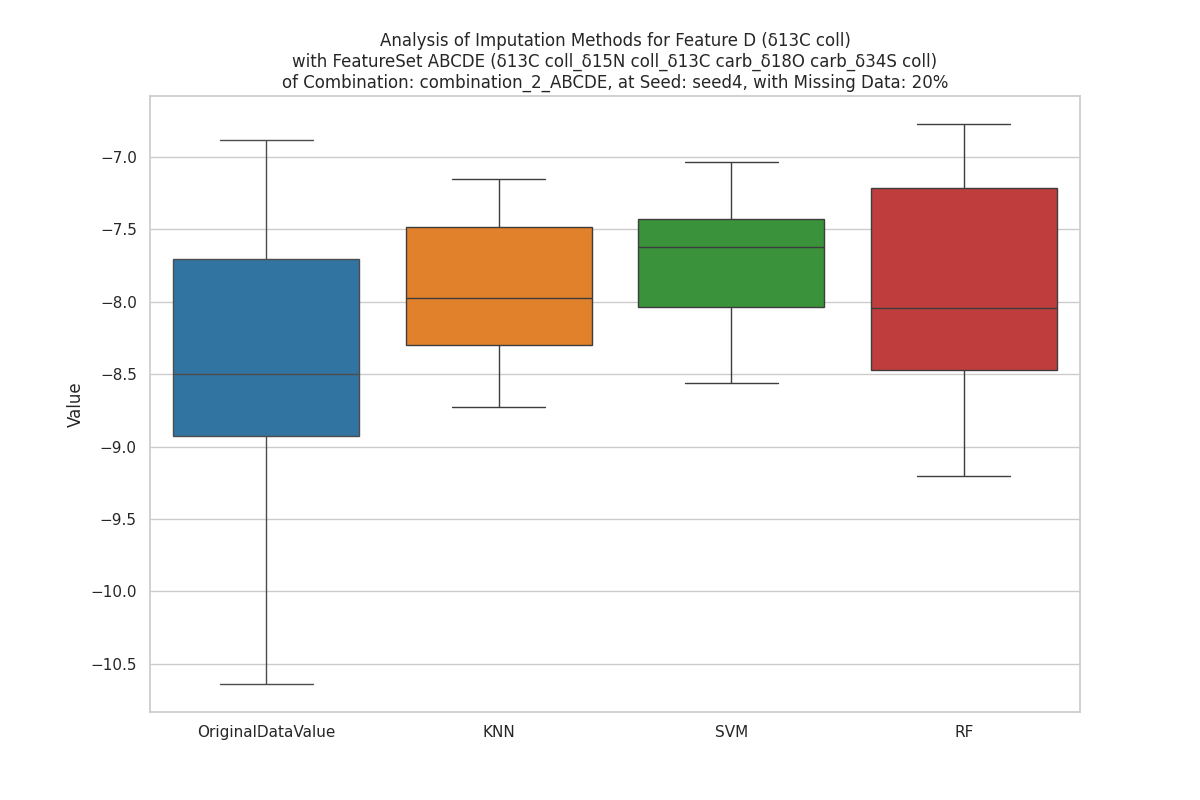 Analysis of Imputation Methods for Feature D (δ13C coll)
with FeatureSet ABCDE (δ13C coll_δ15N coll_δ13C carb_δ18O carb_δ34S coll)
of Combination: combination_2_ABCDE, at Seed: seed4, with Missing Data: 20%
Value
−7.0
−7.5
−8.0
−8.5
−9.0
−9.5
−10.0
−10.5
OriginalDataValue KNN SVM RF